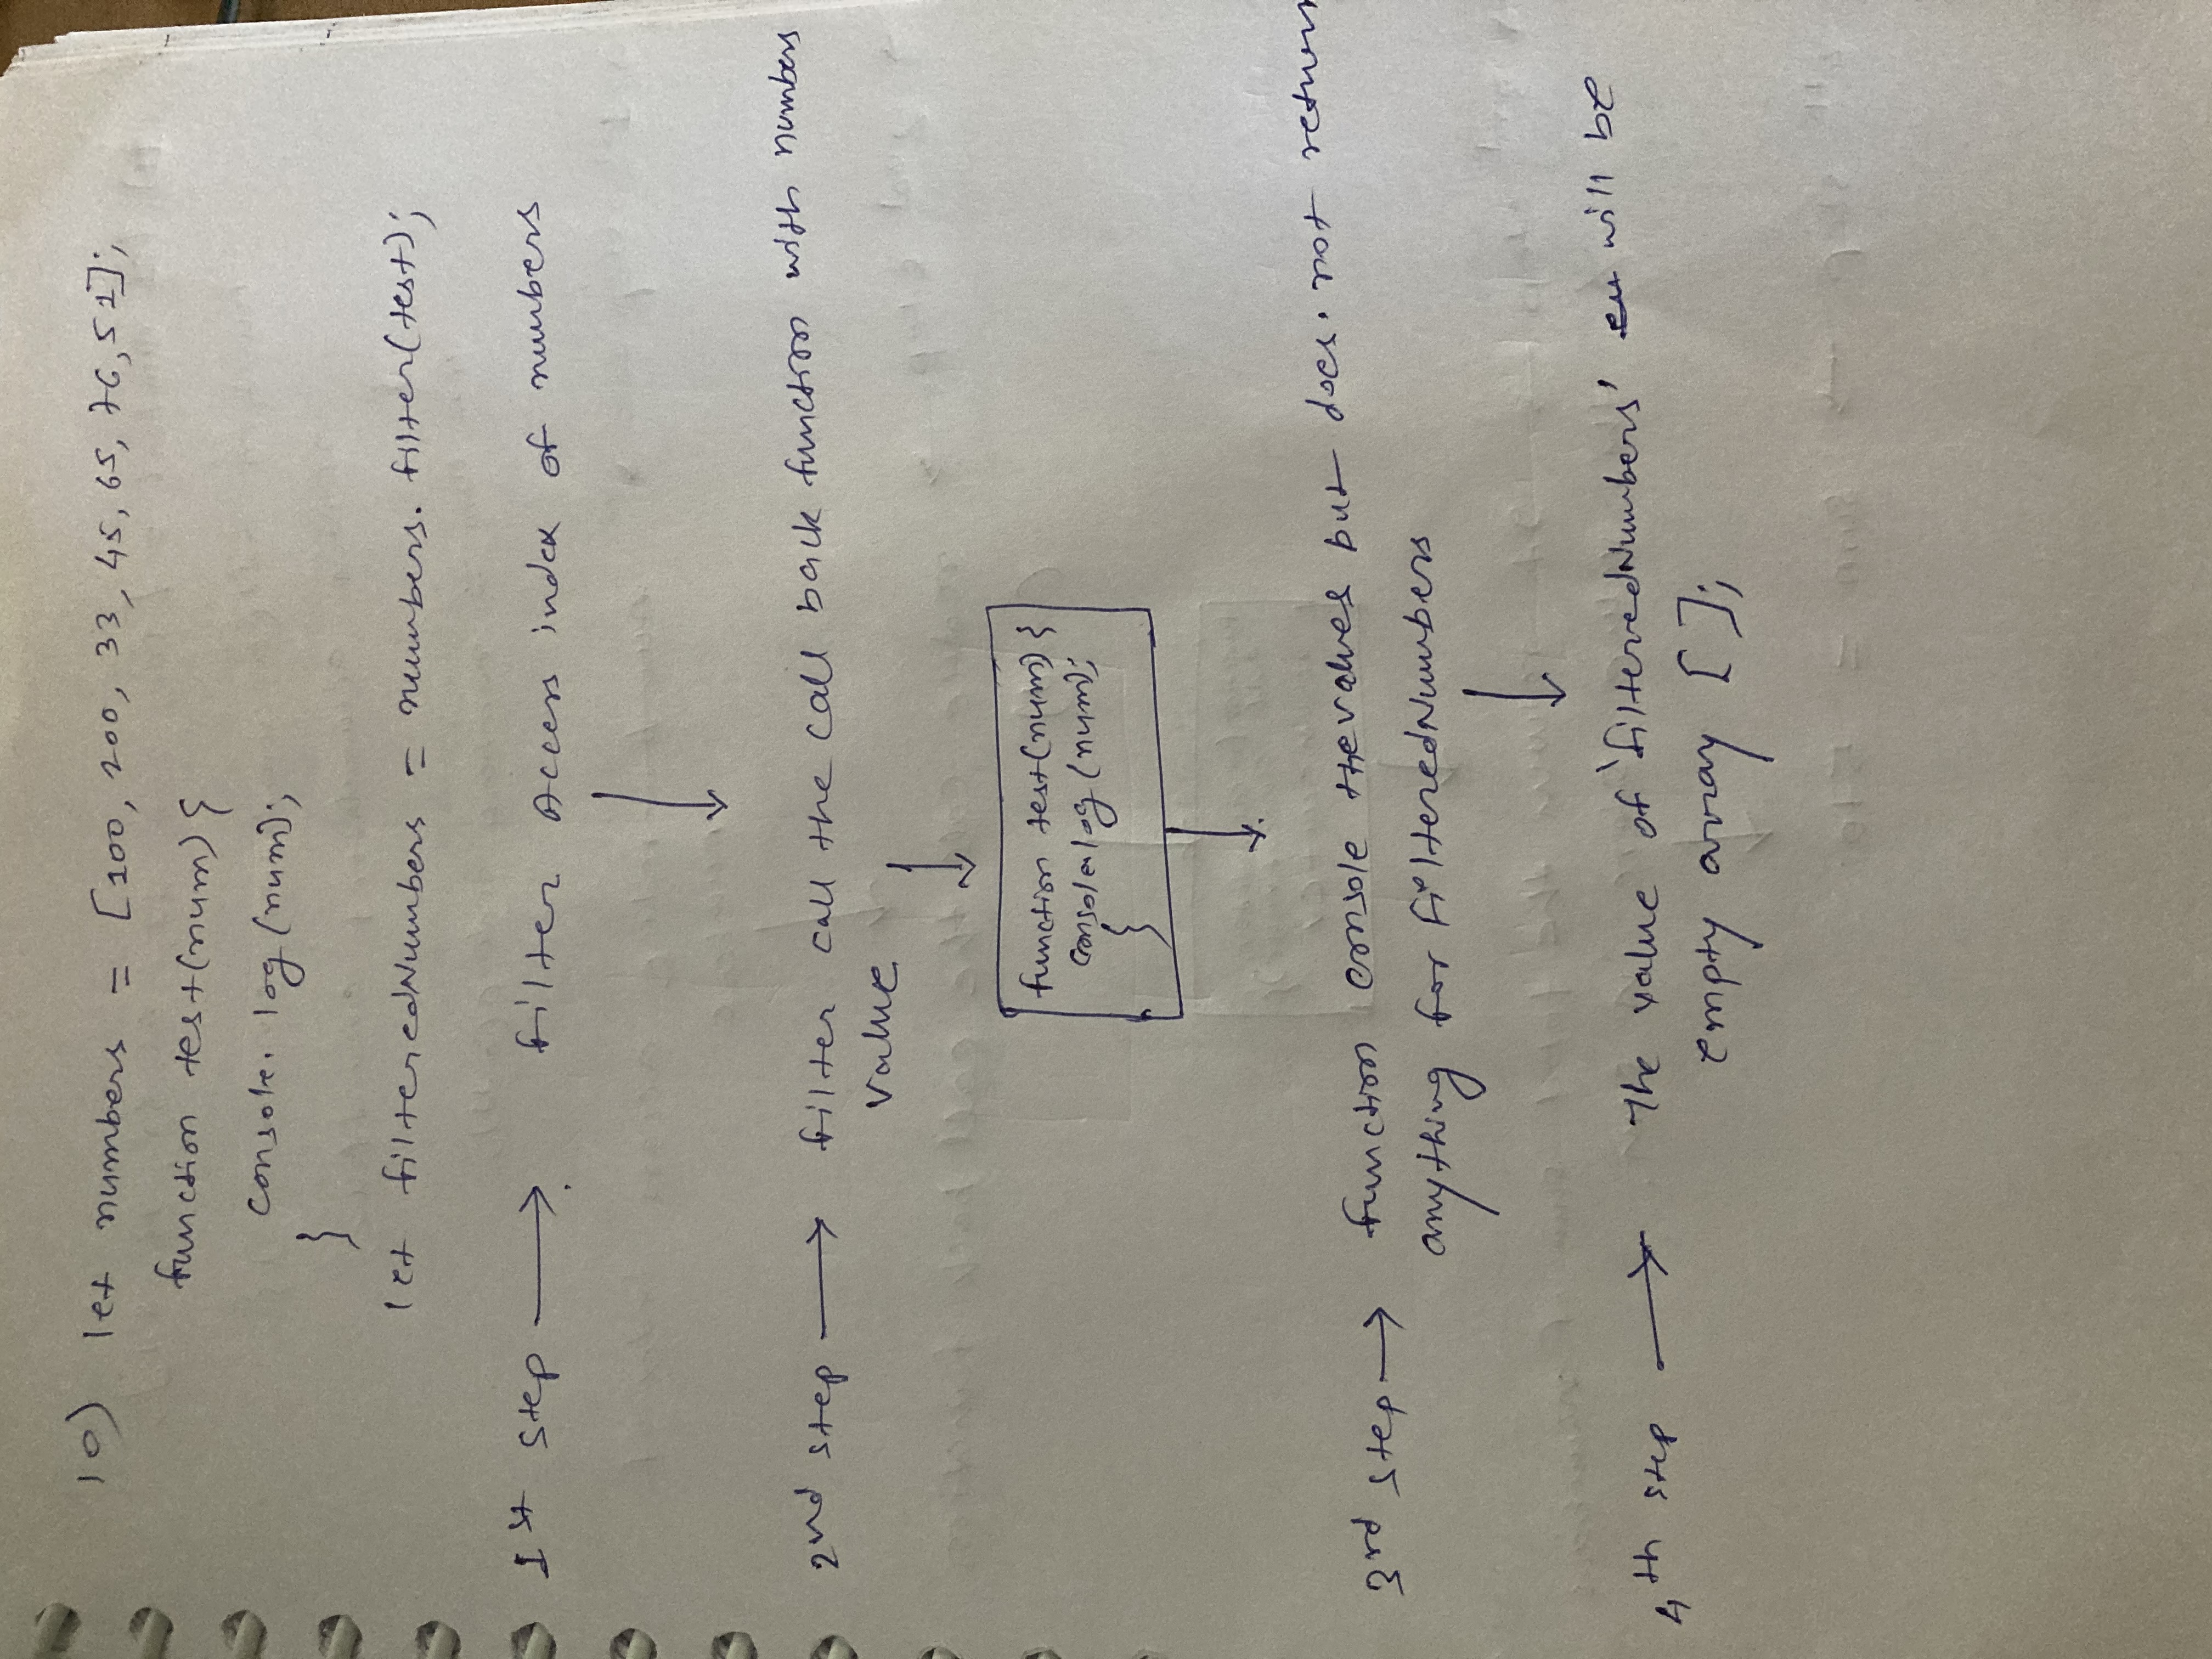 10) let numbers = [100, 200, 33, 45, 65, 76, 51];
function test(num) {
console. log (num);
}
let filteredNumbers = numbers. filter(test);
1st step → filter Access index of numbers
2nd step → filter call the call back function with numbers
value
function test(num) {
console.log (num);
}
3rd step → function console the values but does not return
anything for filteredNumbers
4th step → The value of 'filteredNumbers' will be
empty array [ ];